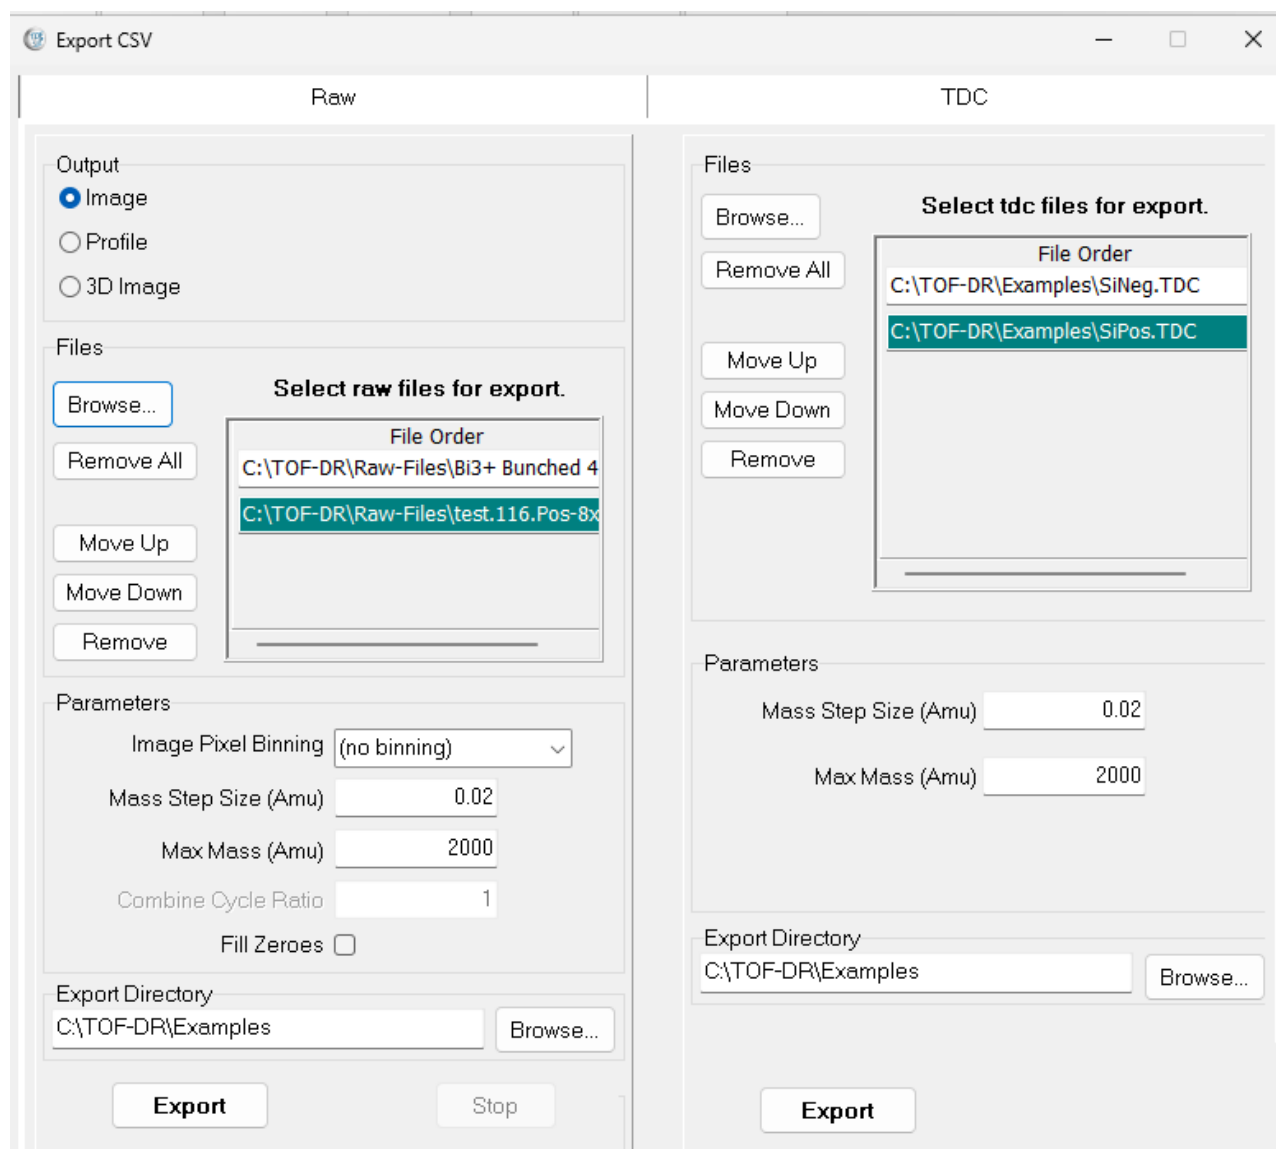 Export CSV
Raw
TDC
Output
Image
Profile
3D Image
Files
Browse...
Select raw files for export.
Remove All
File Order
C:\TOF-DR\Raw-Files\Bi3+ Bunched 4
C:\TOF-DR\Raw-Files\test.116.Pos-8x
Move Up
Move Down
Remove
Parameters
Image Pixel Binning (no binning)
Mass Step Size (Amu) 0.02
Max Mass (Amu) 2000
Combine Cycle Ratio 1
Fill Zeroes
Export Directory
C:\TOF-DR\Examples Browse...
Export Stop
Files
Browse...
Select tdc files for export.
Remove All
File Order
C:\TOF-DR\Examples\SiNeg.TDC
C:\TOF-DR\Examples\SiPos.TDC
Move Up
Move Down
Remove
Parameters
Mass Step Size (Amu) 0.02
Max Mass (Amu) 2000
Export Directory
C:\TOF-DR\Examples Browse...
Export